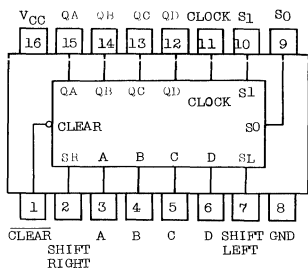 VCC QA QB QC QD CLOCK S1 S0
16 15 14 13 12 11 10 9
QA QB QC QD S1
CLOCK
CLEAR S0
SR A B C D SL
1 2 3 4 5 6 7 8
CLEAR A B C D GND
SHIFT RIGHT
SHIFT LEFT